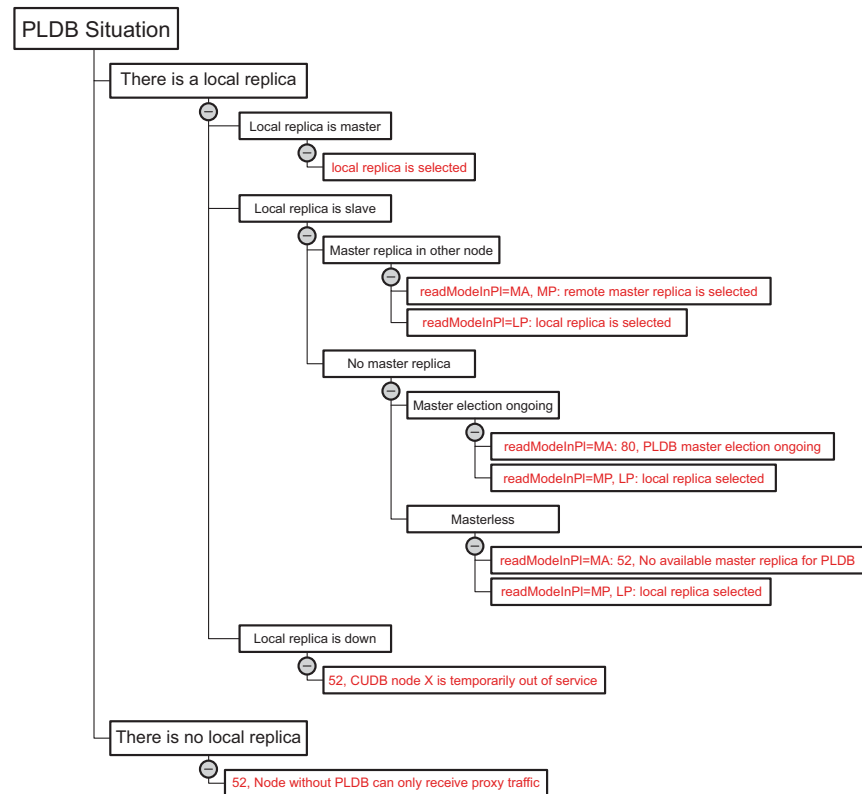 PLDB Situation
There is a local replica
Local replica is master
local replica is selected
Local replica is slave
Master replica in other node
readModeInPl=MA, MP: remote master replica is selected
readModeInPl=LP: local replica is selected
No master replica
Master election ongoing
readModeInPl=MA: 80, PLDB master election ongoing
readModeInPl=MP, LP: local replica selected
Masterless
readModeInPl=MA: 52, No available master replica for PLDB
readModeInPl=MP, LP: local replica selected
Local replica is down
52, CUDB node X is temporarily out of service
There is no local replica
52, Node without PLDB can only receive proxy traffic